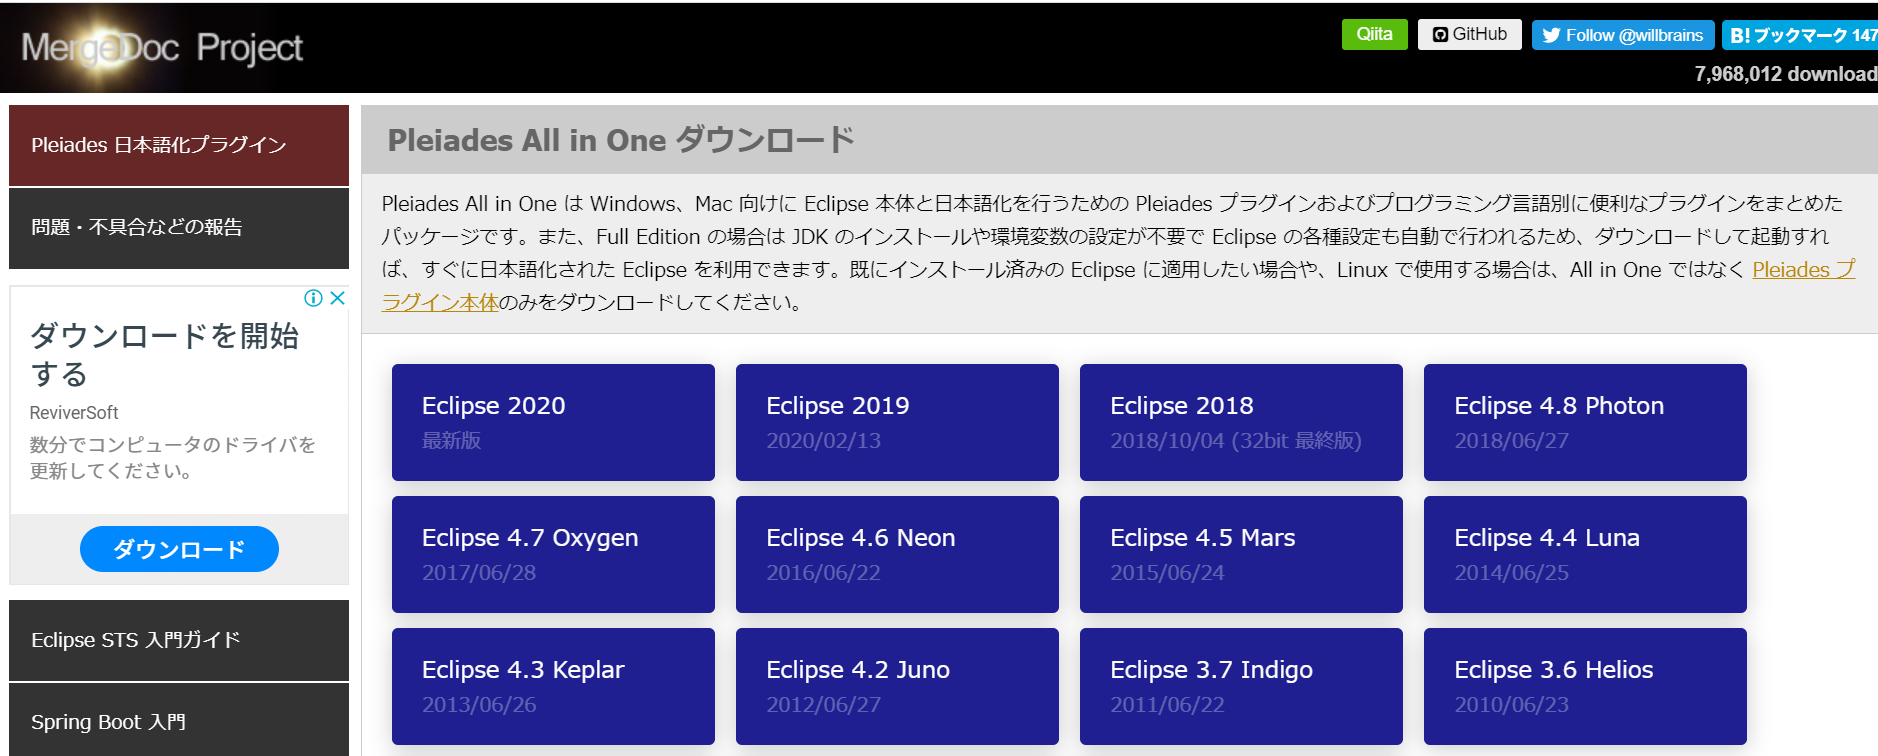 MergeDoc Project
Qiita
GitHub
Follow @willbrains
B! ブックマーク 147
7,968,012 download
Pleiades 日本語化プラグイン
問題・不具合などの報告
ダウンロードを開始
する
ReviverSoft
数分でコンピュータのドライバを
更新してください。
ダウンロード
Eclipse STS 入門ガイド
Spring Boot 入門
Pleiades All in One ダウンロード
Pleiades All in One は Windows、Mac 向けに Eclipse 本体と日本語化を行うための Pleiades プラグインおよびプログラミング言語別に便利なプラグインをまとめた
パッケージです。また、Full Edition の場合は JDK のインストールや環境変数の設定が不要で Eclipse の各種設定も自動で行われるため、ダウンロードして起動すれ
ば、すぐに日本語化された Eclipse を利用できます。既にインストール済みの Eclipse に適用したい場合や、Linux で使用する場合は、All in One ではなく Pleiades プ
ラグイン本体のみをダウンロードしてください。
Eclipse 2020
最新版
Eclipse 2019
2020/02/13
Eclipse 2018
2018/10/04 (32bit 最終版)
Eclipse 4.8 Photon
2018/06/27
Eclipse 4.7 Oxygen
2017/06/28
Eclipse 4.6 Neon
2016/06/22
Eclipse 4.5 Mars
2015/06/24
Eclipse 4.4 Luna
2014/06/25
Eclipse 4.3 Keplar
2013/06/26
Eclipse 4.2 Juno
2012/06/27
Eclipse 3.7 Indigo
2011/06/22
Eclipse 3.6 Helios
2010/06/23